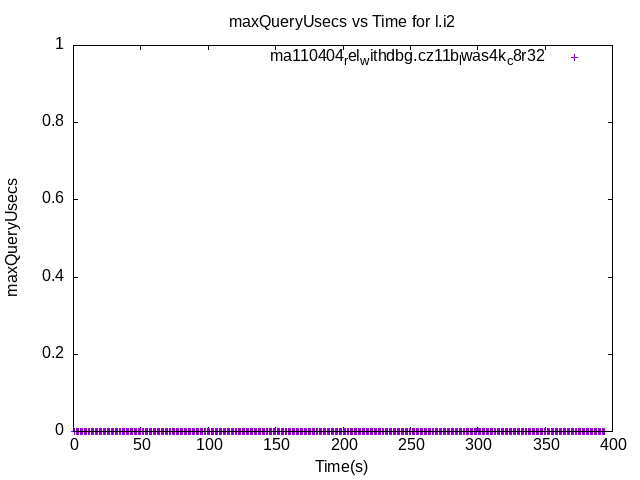 maxQueryUsecs vs Time for l.i2
ma110404relwithdbg.cz11blwas4kc8r32
maxQueryUsecs
1
0.8
0.6
0.4
0.2
0
0 50 100 150 200 250 300 350 400
Time(s)